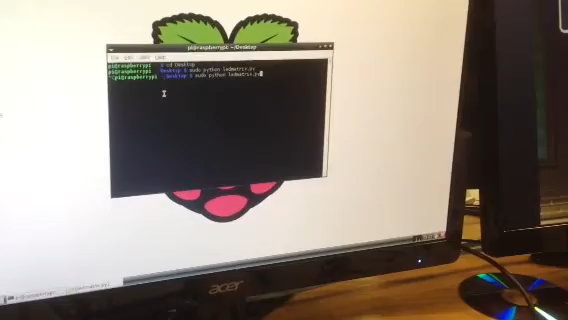 pi@raspberrypi: ~/Desktop
pi@raspberrypi ~ $ cd Desktop
pi@raspberrypi ~/Desktop $ sudo python ledmatrix.py
^Cpi@raspberrypi ~/Desktop $ sudo python ledmatrix.py
acer